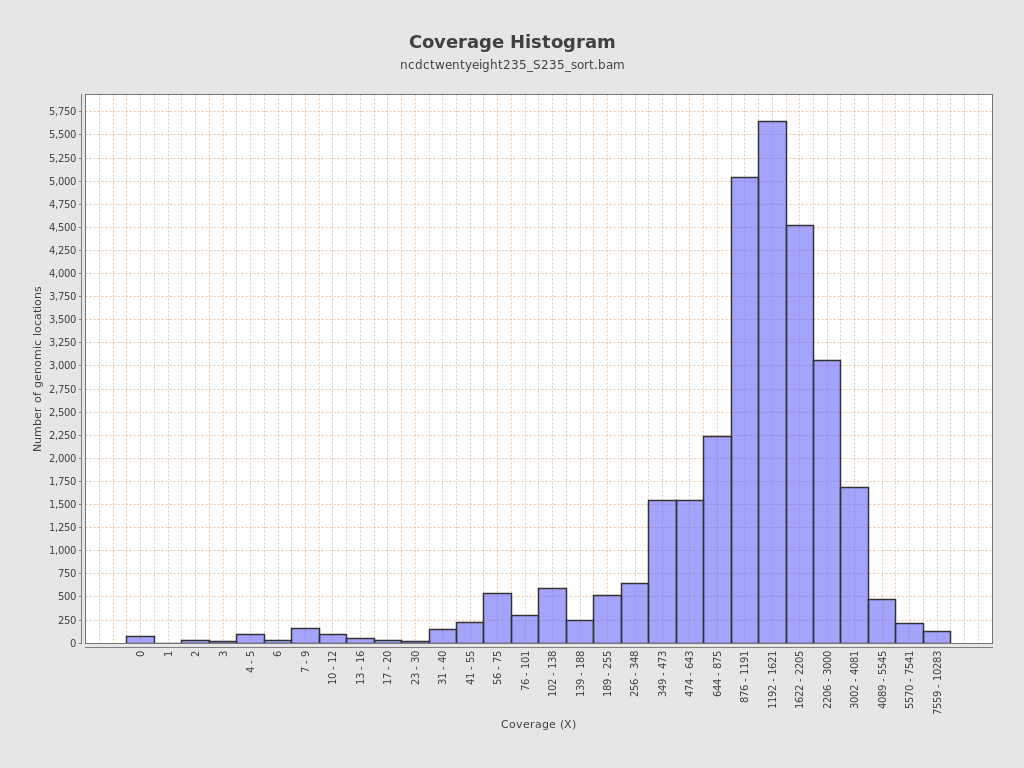 Coverage Histogram
ncdctwentyeight235_S235_sort.bam
Number of genomic locations
5,750
5,500
5,250
5,000
4,750
4,500
4,250
4,000
3,750
3,500
3,250
3,000
2,750
2,500
2,250
2,000
1,750
1,500
1,250
1,000
750
500
250
0
0
1
2
3
4 - 5
6
7 - 9
10 - 12
13 - 16
17 - 20
23 - 30
31 - 40
41 - 55
56 - 75
76 - 101
102 - 138
139 - 188
189 - 255
256 - 348
349 - 473
474 - 643
644 - 875
876 - 1191
1192 - 1621
1622 - 2205
2206 - 3000
3002 - 4081
4089 - 5545
5570 - 7541
7559 - 10283
Coverage (X)